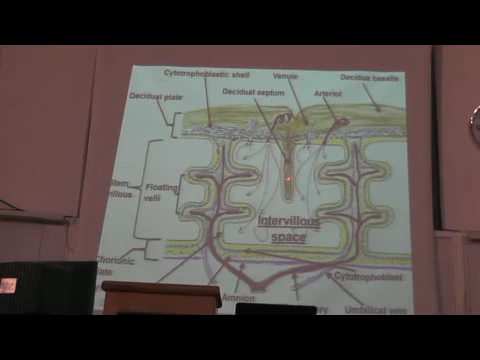 Cytotrophoblastic shell
Venule
Decidua basalis
Decidual septum
Arteriol
Decidual plate
Stem
villous
Floating
velli
Intervillous
space
Chorionic
plate
Cytotrophoblast
Amnion
Umbilical vein